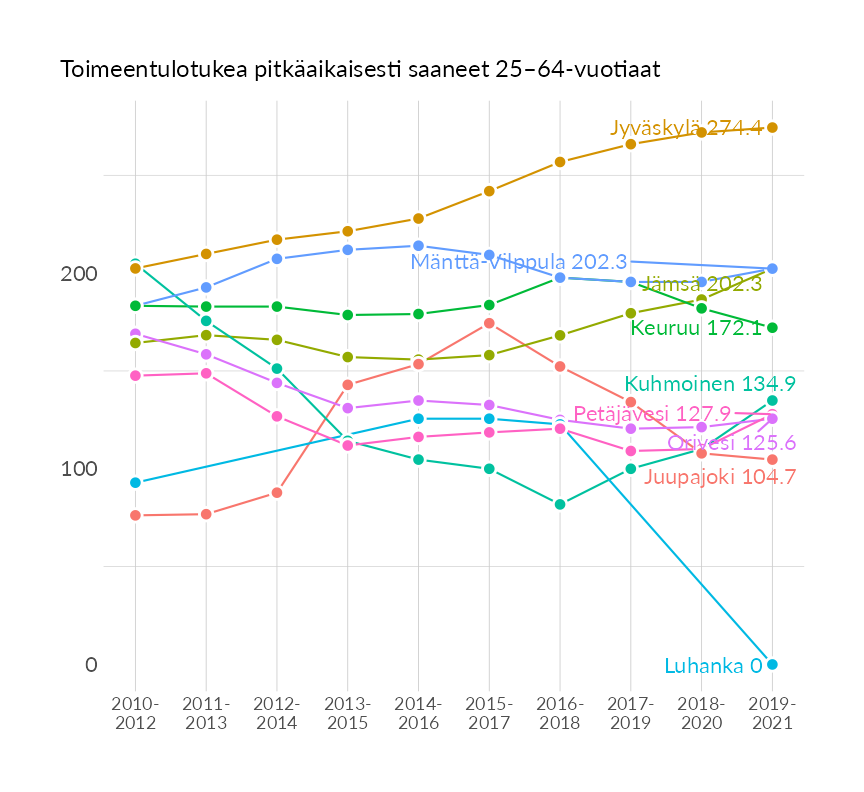 Toimeentulotukea pitkäaikaisesti saaneet 25–64-vuotiaat
Jyväskylä 274.4
Mänttä-Vilppula 202.3
200
Jämsä 202.3
Keuruu 172.1
Kuhmoinen 134.9
Petäjävesi 127.9
Orivesi 125.6
100
Juupajoki 104.7
0
Luhanka 0
2010- 2011- 2012- 2013- 2014- 2015- 2016- 2017- 2018- 2019-
2012 2013 2014 2015 2016 2017 2018 2019 2020 2021